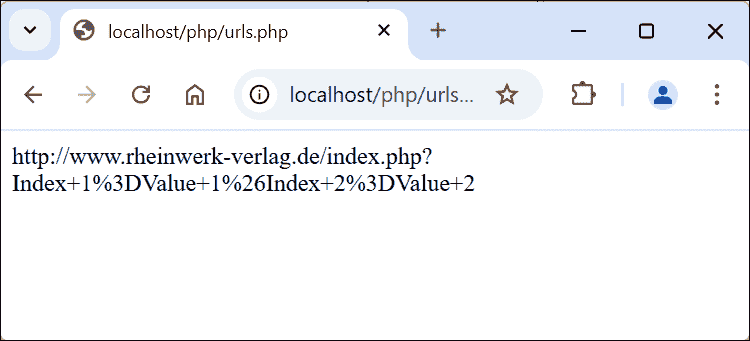 localhost/php/urls.php
localhost/php/urls...
http://www.rheinwerk-verlag.de/index.php?
Index+1%3DValue+1%26Index+2%3DValue+2